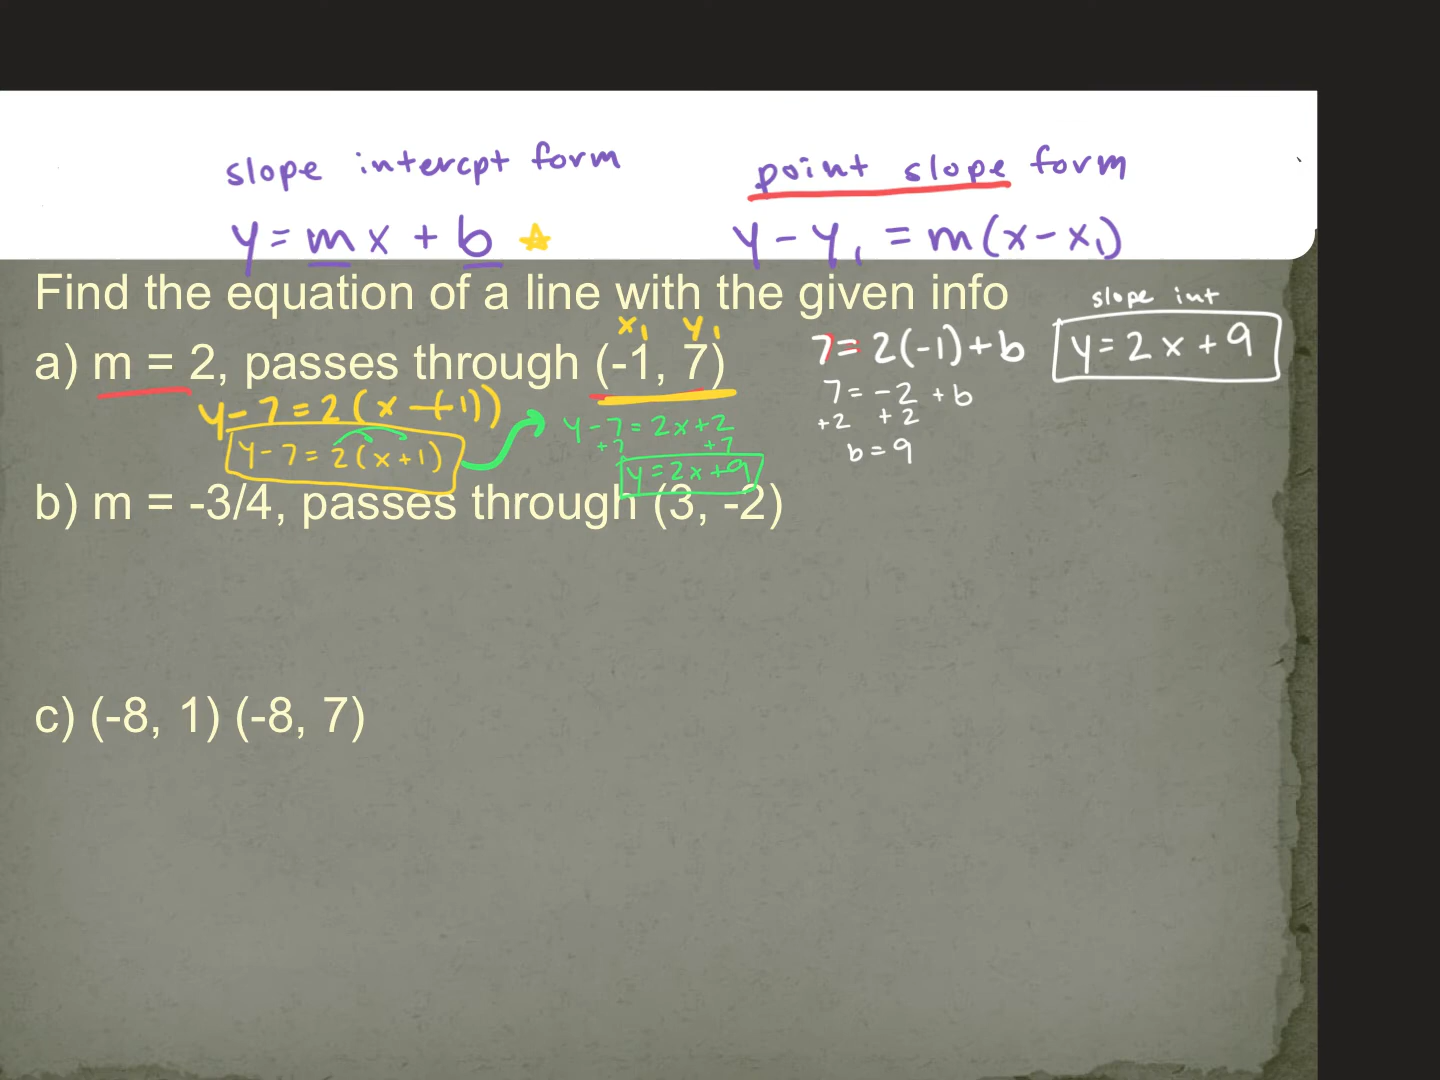 slope intercpt form
point slope form
y = mx + b ☆
y - y₁ = m(x - x₁)
Find the equation of a line with the given info
slope int
x₁ y₁
a) m = 2, passes through (-1, 7)
7 = 2(-1) + b
y = 2x + 9
7 = -2 + b
+2 +2
b = 9
y - 7 = 2(x - (-1))
y - 7 = 2(x + 1)
y - 7 = 2x + 2
+7 +7
y = 2x + 9
b) m = -3/4, passes through (3, -2)
c) (-8, 1) (-8, 7)